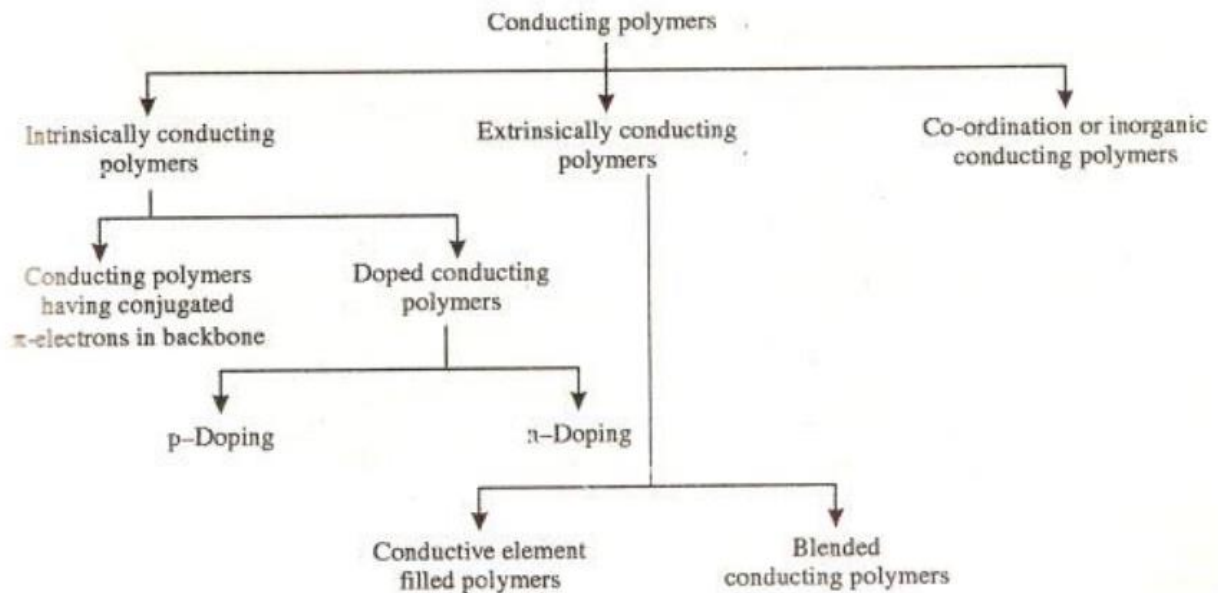 Conducting polymers
Intrinsically conducting
polymers
Extrinsically conducting
polymers
Co-ordination or inorganic
conducting polymers
Conducting polymers
having conjugated
π-electrons in backbone
Doped conducting
polymers
p–Doping
n–Doping
Conductive element
filled polymers
Blended
conducting polymers